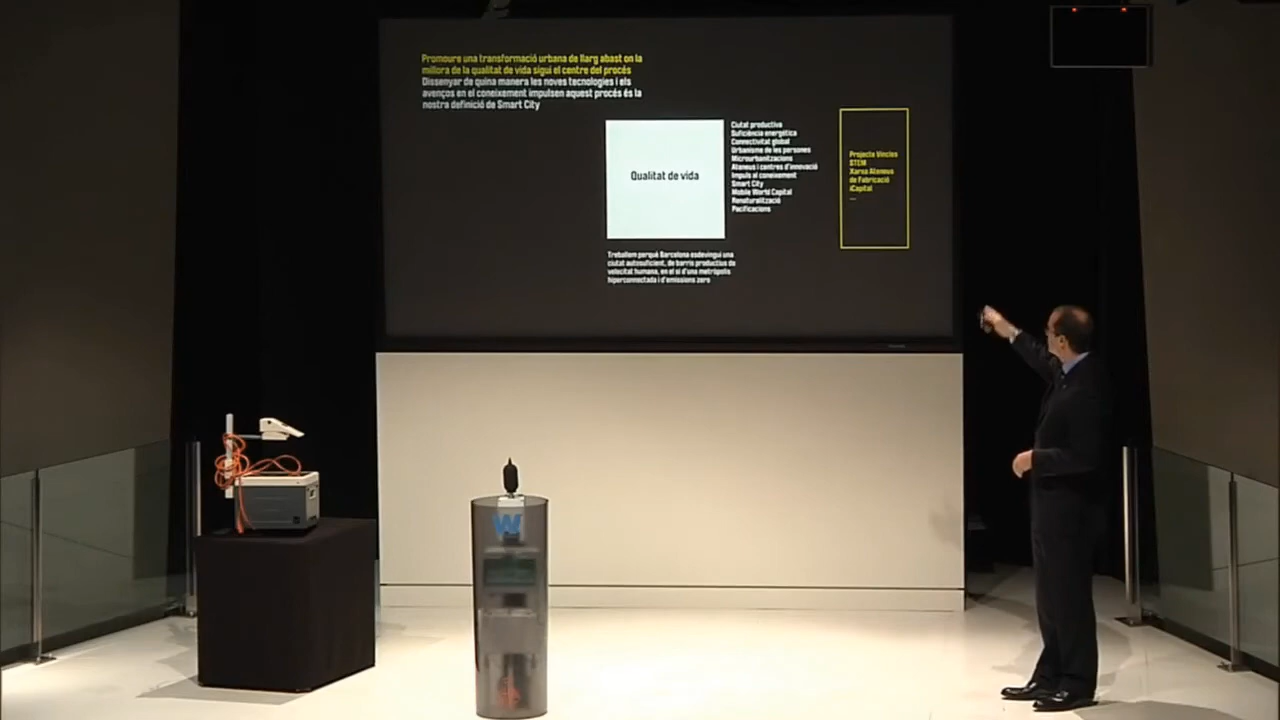 Promoure una transformació urbana de llarg abast on la
millora de la qualitat de vida sigui el centre del procés
Dissenyar de quina manera les noves tecnologies i els
avenços en el coneixement impulsen aquest procés és la
nostra definició de Smart City
Qualitat de vida
Ciutat productiva
Suficiència energètica
Connectivitat global
Urbanisme de les persones
Microurbanitzacions
Ateneus i centres d'innovació
Impuls al coneixement
Smart City
Mobile World Capital
Renaturalització
Pacificacions
Projecte Vincles
STEM
Xarxa Ateneus
de Fabricació
iCapital
...
Treballem perquè Barcelona esdevingui una
ciutat autosuficient, de barris productius de
velocitat humana, en el si d'una metròpolis
hiperconnectada i d'emissions zero
W